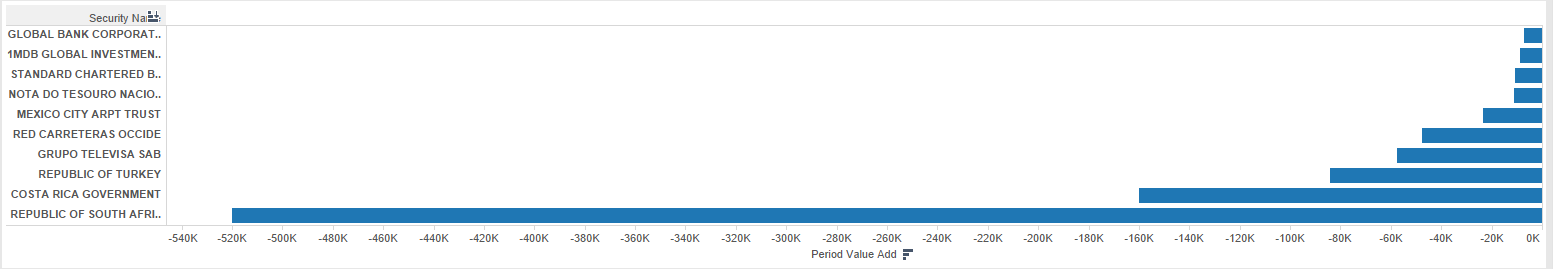 Security Na
GLOBAL BANK CORPORAT..
1MDB GLOBAL INVESTMEN..
STANDARD CHARTERED B..
NOTA DO TESOURO NACIO..
MEXICO CITY ARPT TRUST
RED CARRETERAS OCCIDE
GRUPO TELEVISA SAB
REPUBLIC OF TURKEY
COSTA RICA GOVERNMENT
REPUBLIC OF SOUTH AFRI..
-540K -520K -500K -480K -460K -440K -420K -400K -380K -360K -340K -320K -300K -280K -260K -240K -220K -200K -180K -160K -140K -120K -100K -80K -60K -40K -20K 0K
Period Value Add